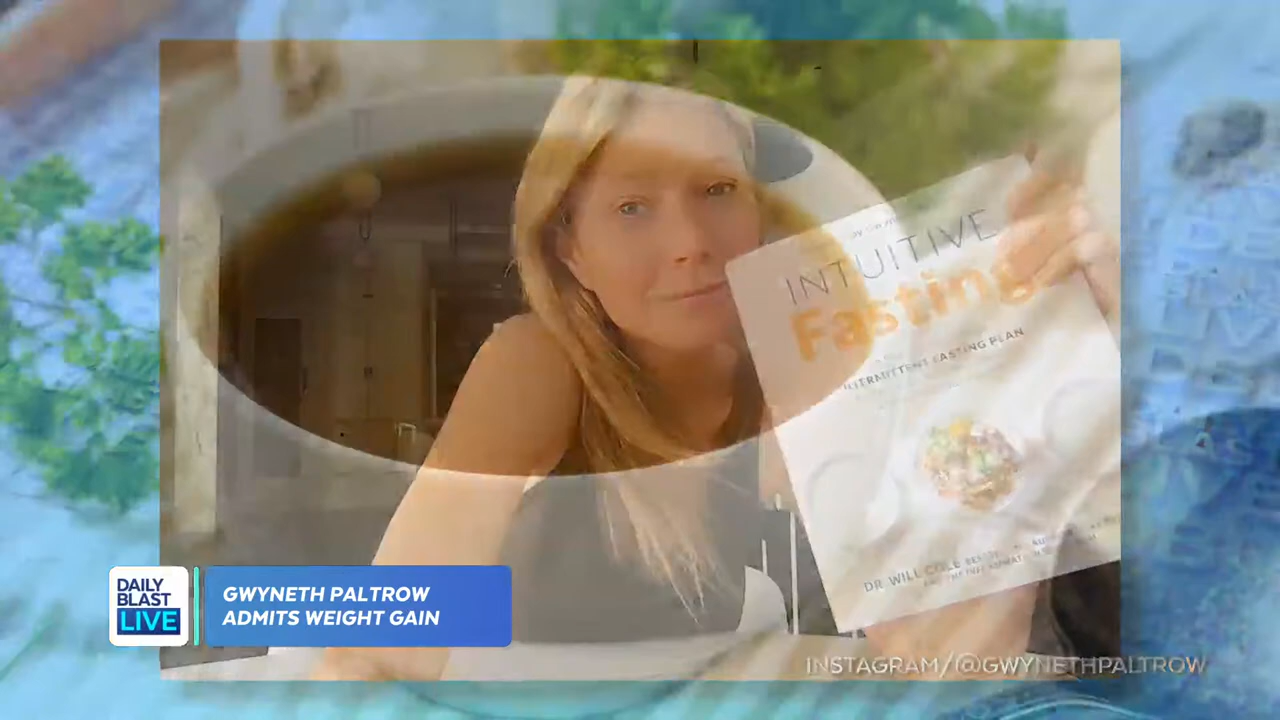 INTUITIVE
Fasting
INTERMITTENT FASTING PLAN
DR. WILL COLE
DAILY
BLAST
LIVE
GWYNETH PALTROW
ADMITS WEIGHT GAIN
INSTAGRAM/@GWYNETHPALTROW